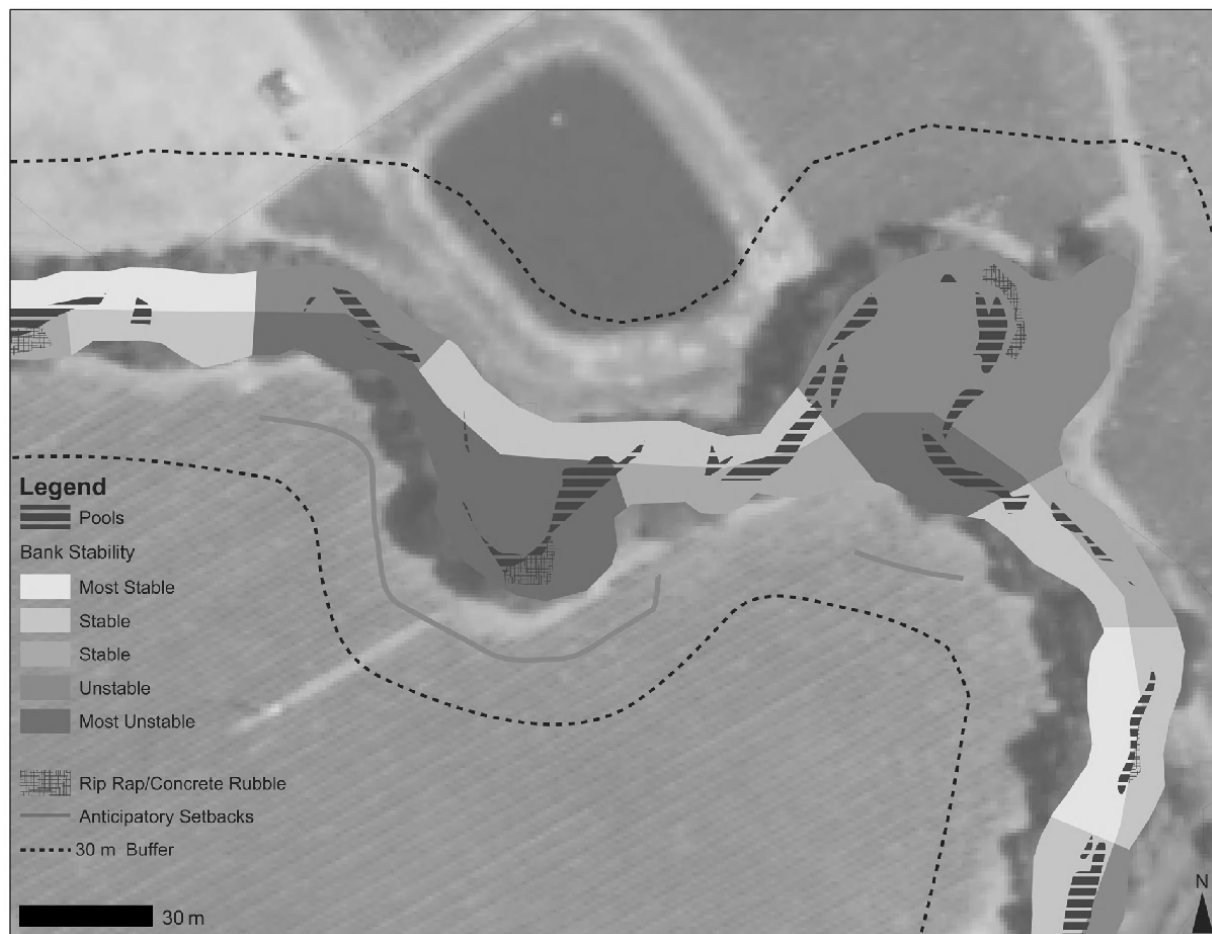 Legend
Pools
Bank Stability
Most Stable
Stable
Stable
Unstable
Most Unstable
Rip Rap/Concrete Rubble
Anticipatory Setbacks
30 m Buffer
30 m
N